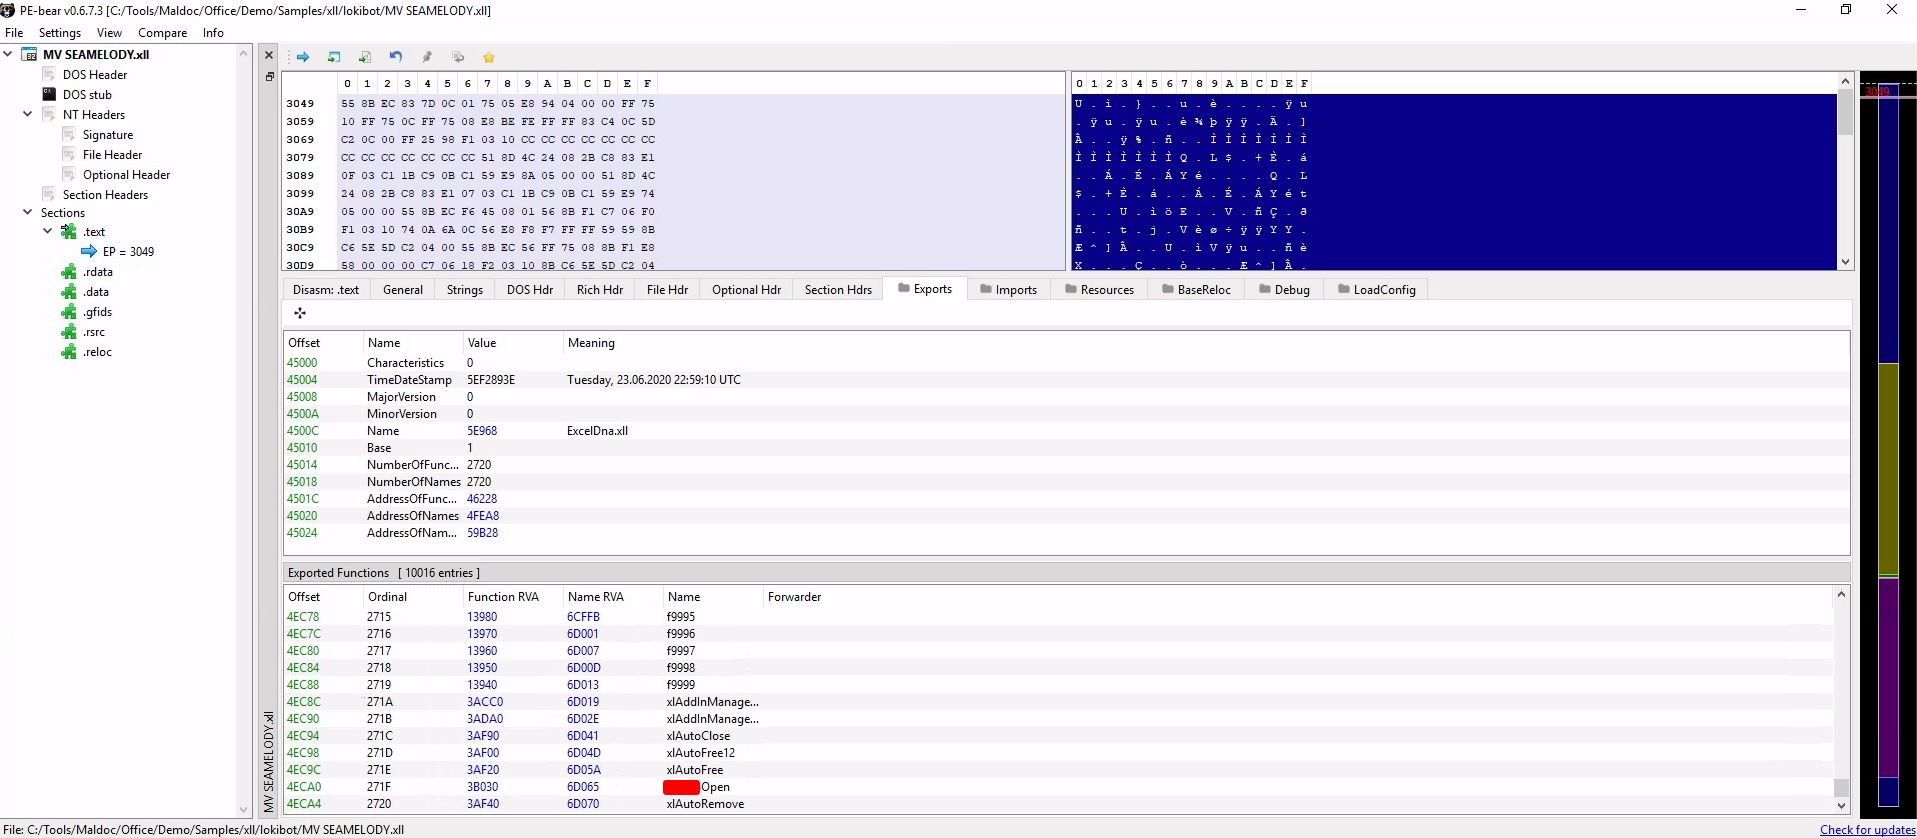 PE-bear v0.6.7.3 [C:/Tools/Maldoc/Office/Demo/Samples/xll/lokibot/MV SEAMELODY.xll]
File Settings View Compare Info
MV SEAMELODY.xll
DOS Header
DOS stub
NT Headers
Signature
File Header
Optional Header
Section Headers
Sections
.text
EP = 3049
.rdata
.data
.gfids
.rsrc
.reloc
MV SEAMELODY.xll
0 1 2 3 4 5 6 7 8 9 A B C D E F
3049 55 8B EC 83 7D 0C 01 75 05 E8 94 04 00 00 FF 75
3059 10 FF 75 0C FF 75 08 E8 BE FE FF FF 83 C4 0C 5D
3069 C2 0C 00 FF 25 98 F1 03 10 CC CC CC CC CC CC CC
3079 CC CC CC CC CC CC CC 51 8D 4C 24 08 2B C8 83 E1
3089 0F 03 C1 1B C9 0B C1 59 E9 8A 05 00 00 51 8D 4C
3099 24 08 2B C8 83 E1 07 03 C1 1B C9 0B C1 59 E9 74
30A9 05 00 00 55 8B EC F6 45 08 01 56 8B F1 C7 06 F0
30B9 F1 03 10 74 0A 6A 0C 56 E8 F8 F7 FF FF 59 59 8B
30C9 C6 5E 5D C2 04 00 55 8B EC 56 FF 75 08 8B F1 E8
30D9 58 00 00 00 C7 06 18 F2 03 10 8B C6 5E 5D C2 04
0 1 2 3 4 5 6 7 8 9 A B C D E F
U . ì . } . . u . è . . . . ÿ u
. ÿ u . ÿ u . è ¾ þ ÿ ÿ . Ä . ]
Â . . ÿ % . ñ . . Ì Ì Ì Ì Ì Ì Ì
Ì Ì Ì Ì Ì Ì Ì Q . L $ . + È . á
. . Á . É . Á Y é . . . . Q . L
$ . + È . á . . Á . É . Á Y é t
. . . U . ì ö E . . V . ñ Ç . ð
ñ . . t . j . V è ø ÷ ÿ ÿ Y Y .
Æ ^ ] Â . . U . ì V ÿ u . . ñ è
X . . . Ç . . ò . . . Æ ^ ] Â .
3049
Disasm: .text General Strings DOS Hdr Rich Hdr File Hdr Optional Hdr Section Hdrs Exports Imports Resources BaseReloc Debug LoadConfig
Offset Name Value Meaning
45000 Characteristics 0
45004 TimeDateStamp 5EF2893E Tuesday, 23.06.2020 22:59:10 UTC
45008 MajorVersion 0
4500A MinorVersion 0
4500C Name 5E968 ExcelDna.xll
45010 Base 1
45014 NumberOfFunc... 2720
45018 NumberOfNames 2720
4501C AddressOfFunc... 46228
45020 AddressOfNames 4FEA8
45024 AddressOfNam... 59B28
Exported Functions [ 10016 entries ]
Offset Ordinal Function RVA Name RVA Name Forwarder
4EC78 2715 13980 6CFFB f9995
4EC7C 2716 13970 6D001 f9996
4EC80 2717 13960 6D007 f9997
4EC84 2718 13950 6D00D f9998
4EC88 2719 13940 6D013 f9999
4EC8C 271A 3ACC0 6D019 xlAddInManage...
4EC90 271B 3ADA0 6D02E xlAddInManage...
4EC94 271C 3AF90 6D041 xlAutoClose
4EC98 271D 3AF00 6D04D xlAutoFree12
4EC9C 271E 3AF20 6D05A xlAutoFree
4ECA0 271F 3B030 6D065 Open
4ECA4 2720 3AF40 6D070 xlAutoRemove
File: C:/Tools/Maldoc/Office/Demo/Samples/xll/lokibot/MV SEAMELODY.xll
Check for updates